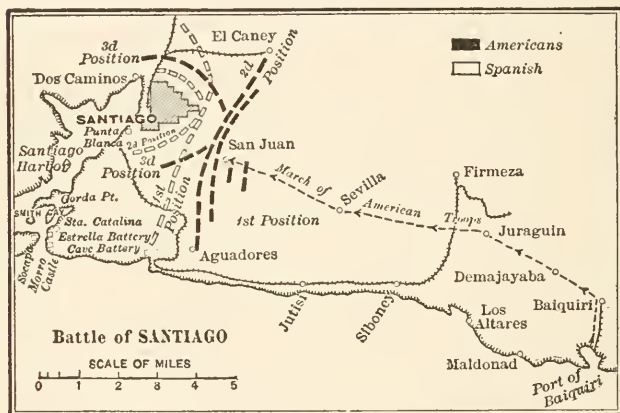 El Caney
3d
Position
2d
Position
Americans
Spanish
Dos Caminos
SANTIAGO
Punta
Blanca
2d Position
San Juan
Santiago
Harbor
3d
Position
1st
Position
March of
American
Troops
Sevilla
Firmeza
Gorda Pt.
SMITH CAY
1st Position
Sta. Catalina
Estrella Battery
Cave Battery
Socapa
Morro
Castle
Aguadores
Juraguin
Demajayaba
Baiquiri
Jutisi
Siboney
Los
Altares
Maldonad
Port of
Baiquiri
Battle of SANTIAGO
SCALE OF MILES
0 1 2 3 4 5